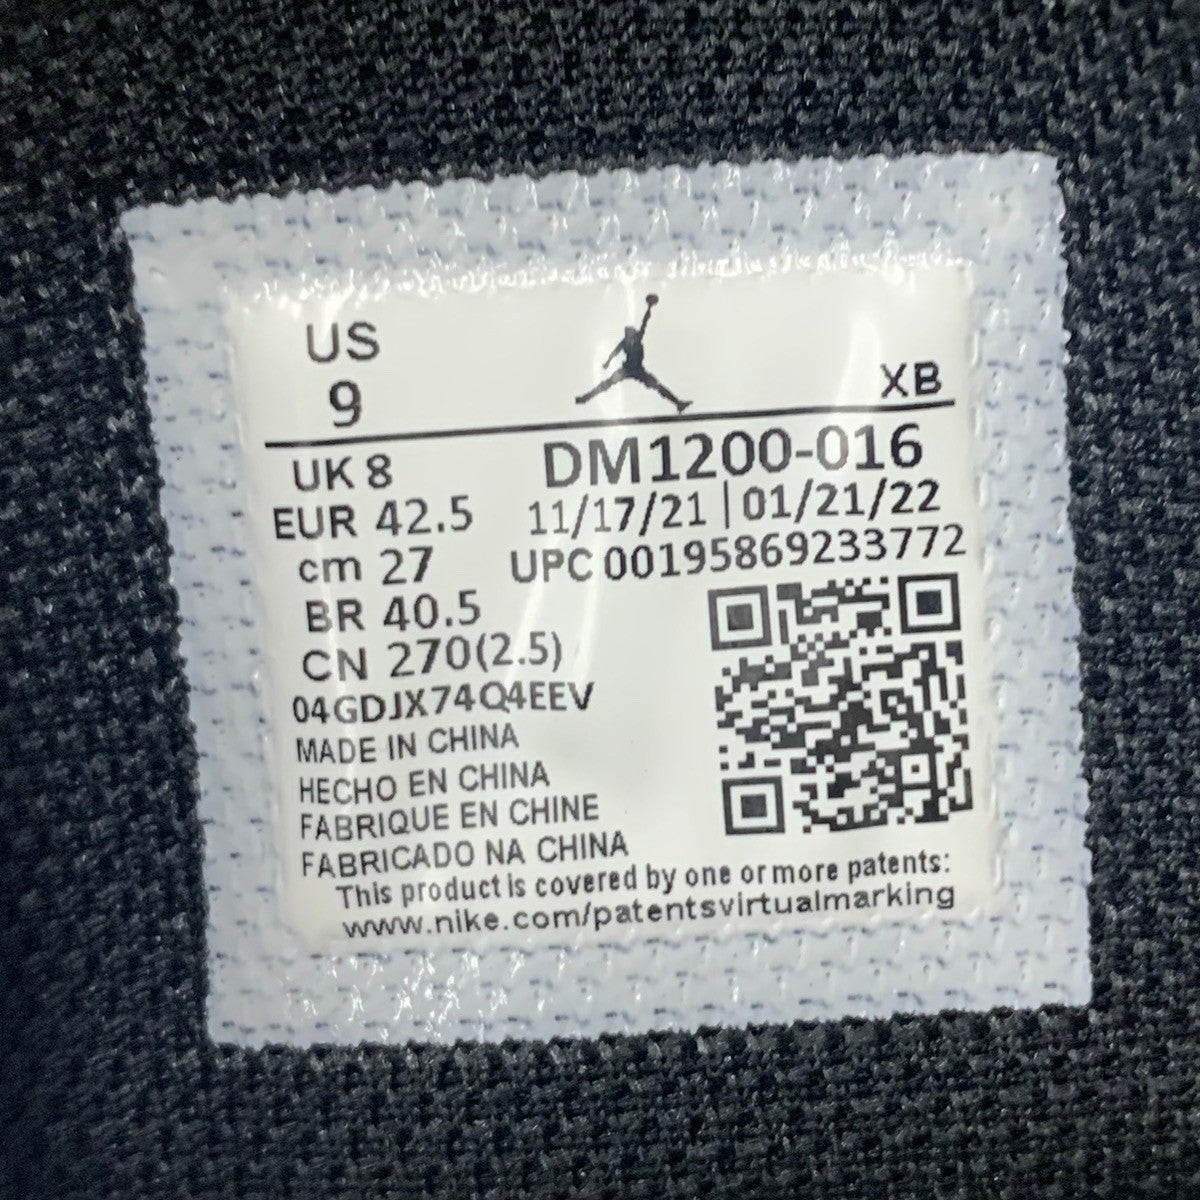 US
9
XB
UK 8
DM1200-016
EUR 42.5
11/17/21 | 01/21/22
cm 27
UPC 00195869233772
BR 40.5
CN 270(2.5)
04GDJX74Q4EEV
MADE IN CHINA
HECHO EN CHINA
FABRIQUE EN CHINE
FABRICADO NA CHINA
This product is covered by one or more patents:
www.nike.com/patentsvirtualmarking